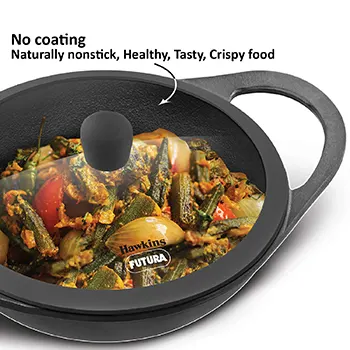 No coating
Naturally nonstick, Healthy, Tasty, Crispy food
Hawkins
FUTURA